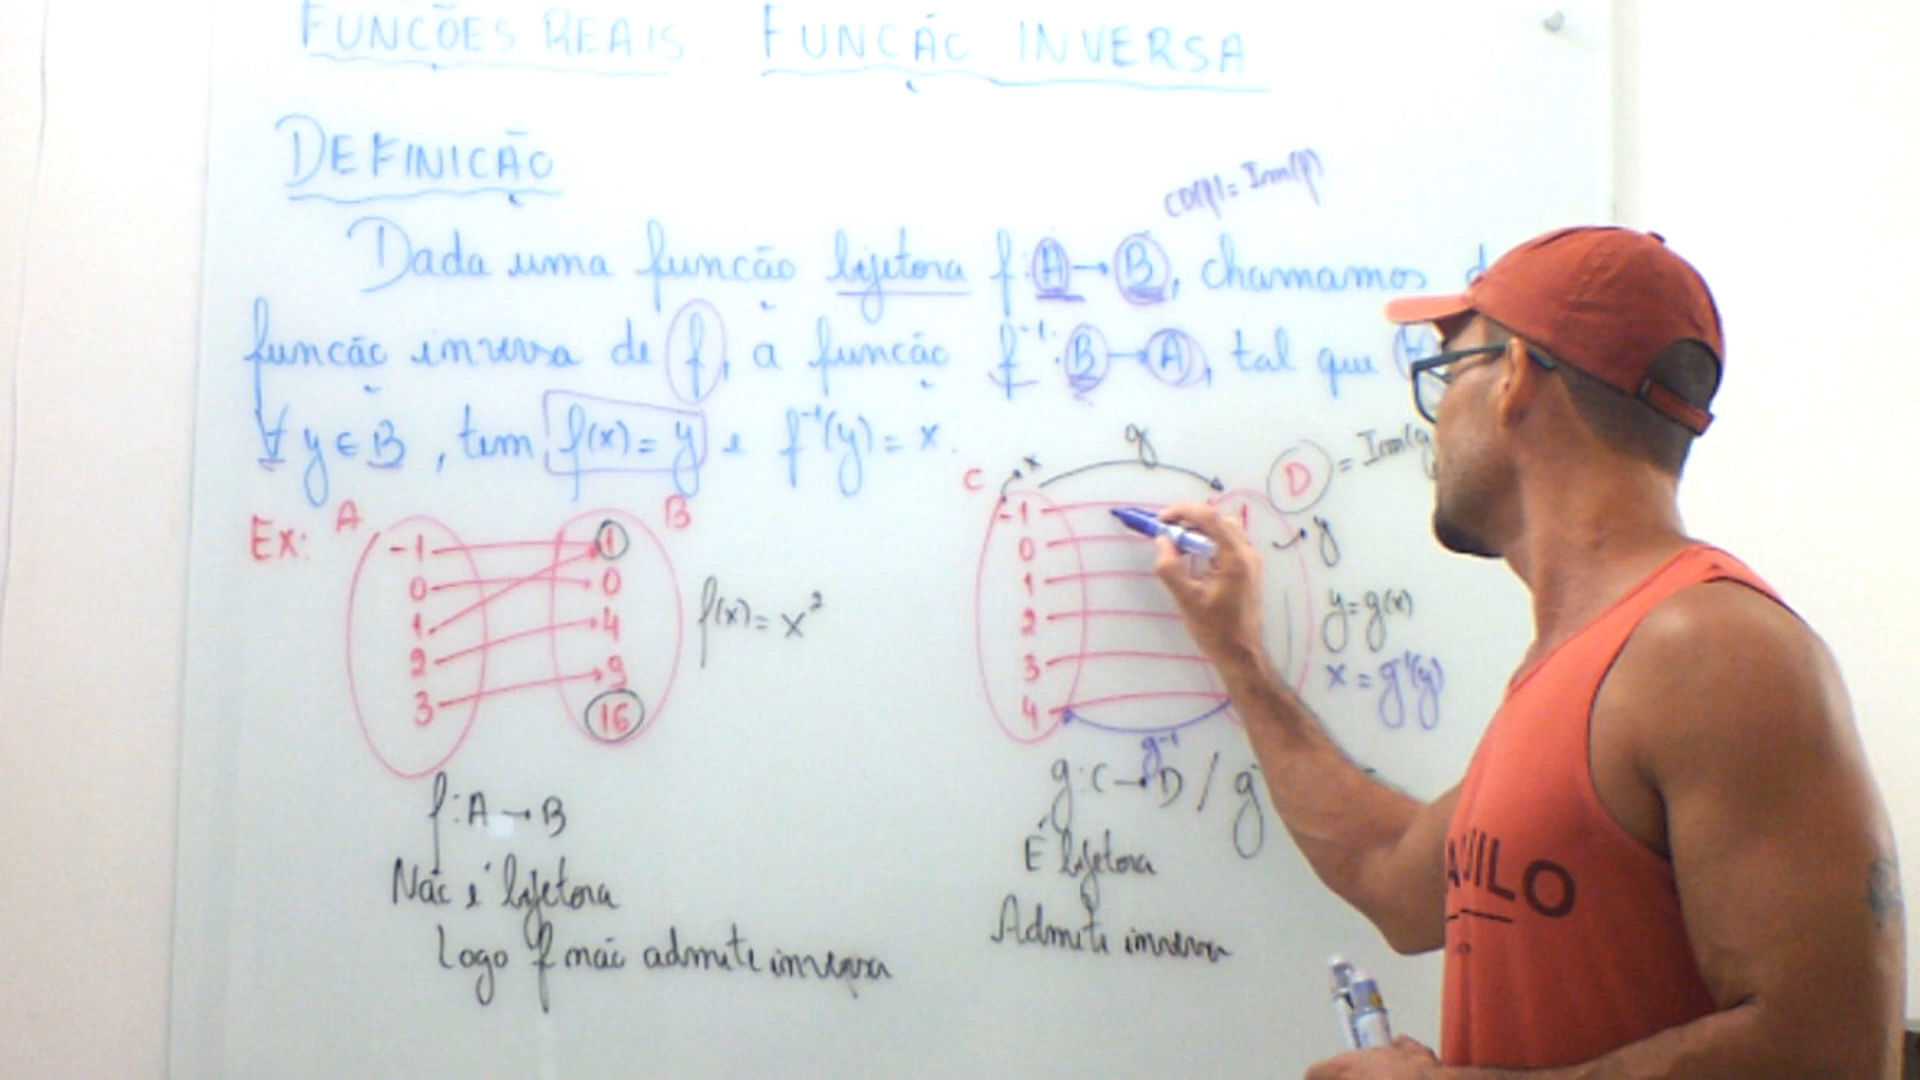 FUNÇÕES REAIS FUNÇÃO INVERSA
DEFINIÇÃO
CD(f) = Im(f)
Dada uma função bijetora f: A → B, chamamos d
função inversa de f, a função f⁻¹: B → A, tal que
∀ y ∈ B, tem f(x) = y e f⁻¹(y) = x.
Ex: A B
-1 1
0 0
1 4
2 9
3 16
f(x) = x²
f: A → B
Não é bijetora
Logo f não admite inversa
g
C x D = Im(g
-1 1
0
1
2
3
4
y
y = g(x)
x = g⁻¹(y)
g⁻¹
g: C → D / g
É bijetora
Admite inversa
AQUILO